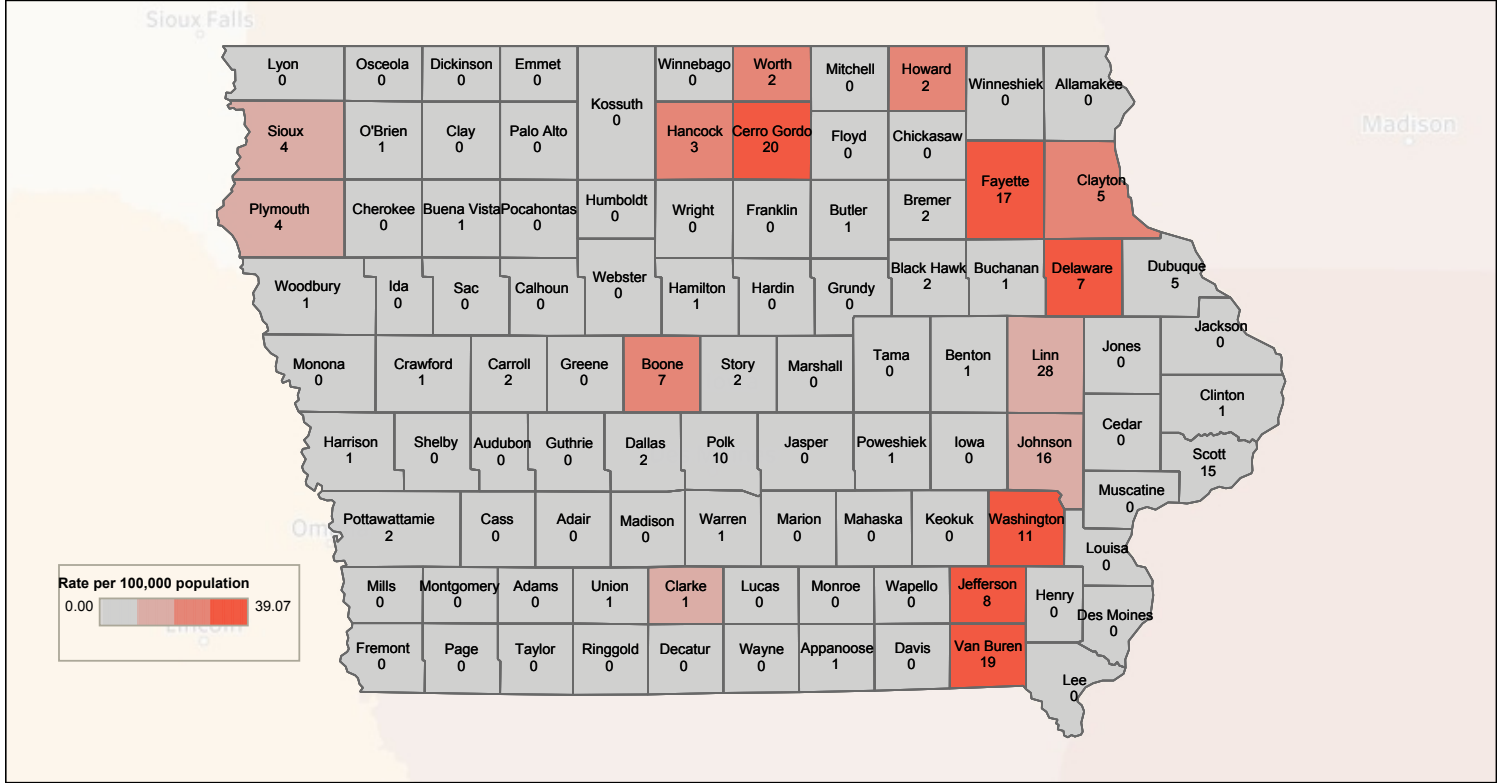 Sioux Falls
Madison
Lyon
0
Osceola
0
Dickinson
0
Emmet
0
Kossuth
0
Winnebago
0
Worth
2
Mitchell
0
Howard
2
Winneshiek
0
Allamakee
0
Sioux
4
O'Brien
1
Clay
0
Palo Alto
0
Hancock
3
Cerro Gordo
20
Floyd
0
Chickasaw
0
Fayette
17
Clayton
5
Plymouth
4
Cherokee
0
Buena Vista
1
Pocahontas
0
Humboldt
0
Wright
0
Franklin
0
Butler
1
Bremer
2
Woodbury
1
Ida
0
Sac
0
Calhoun
0
Webster
0
Hamilton
1
Hardin
0
Grundy
0
Black Hawk
2
Buchanan
1
Delaware
7
Dubuque
5
Monona
0
Crawford
1
Carroll
2
Greene
0
Boone
7
Story
2
Marshall
0
Tama
0
Benton
1
Linn
28
Jones
0
Jackson
0
Clinton
1
Harrison
1
Shelby
0
Audubon
0
Guthrie
0
Dallas
2
Polk
10
Jasper
0
Poweshiek
1
Iowa
0
Johnson
16
Cedar
0
Scott
15
Muscatine
0
Om
Pottawattamie
2
Cass
0
Adair
0
Madison
0
Warren
1
Marion
0
Mahaska
0
Keokuk
0
Washington
11
Louisa
0
Mills
0
Montgomery
0
Adams
0
Union
1
Clarke
1
Lucas
0
Monroe
0
Wapello
0
Jefferson
8
Henry
0
Des Moines
0
Fremont
0
Page
0
Taylor
0
Ringgold
0
Decatur
0
Wayne
0
Appanoose
1
Davis
0
Van Buren
19
Lee
0
Rate per 100,000 population
0.00 39.07
Lincoln